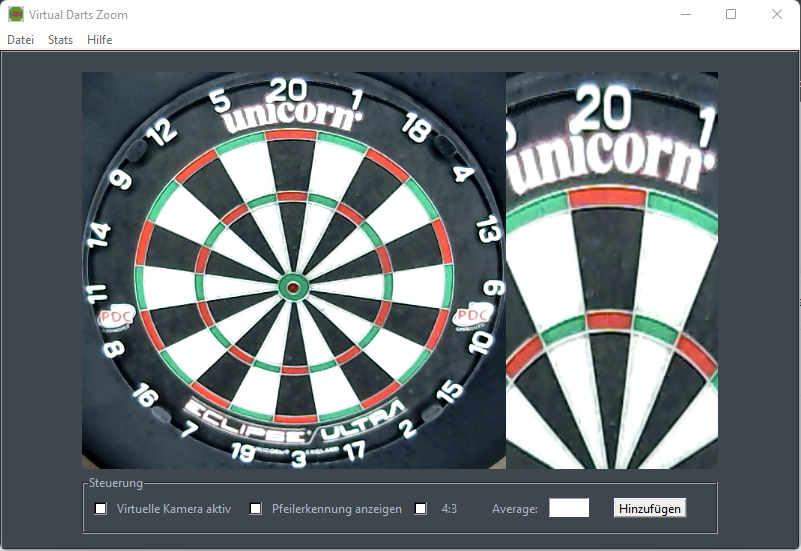 Virtual Darts Zoom
Datei Stats Hilfe
20
1
18
4
13
6
10
15
2
17
3
19
7
16
8
11
14
9
12
5
unicorn
PDC
PDC
ECLIPSE ULTRA
20
1
unicorn
Steuerung
Virtuelle Kamera aktiv Pfeilerkennung anzeigen 4:3 Average: Hinzufügen